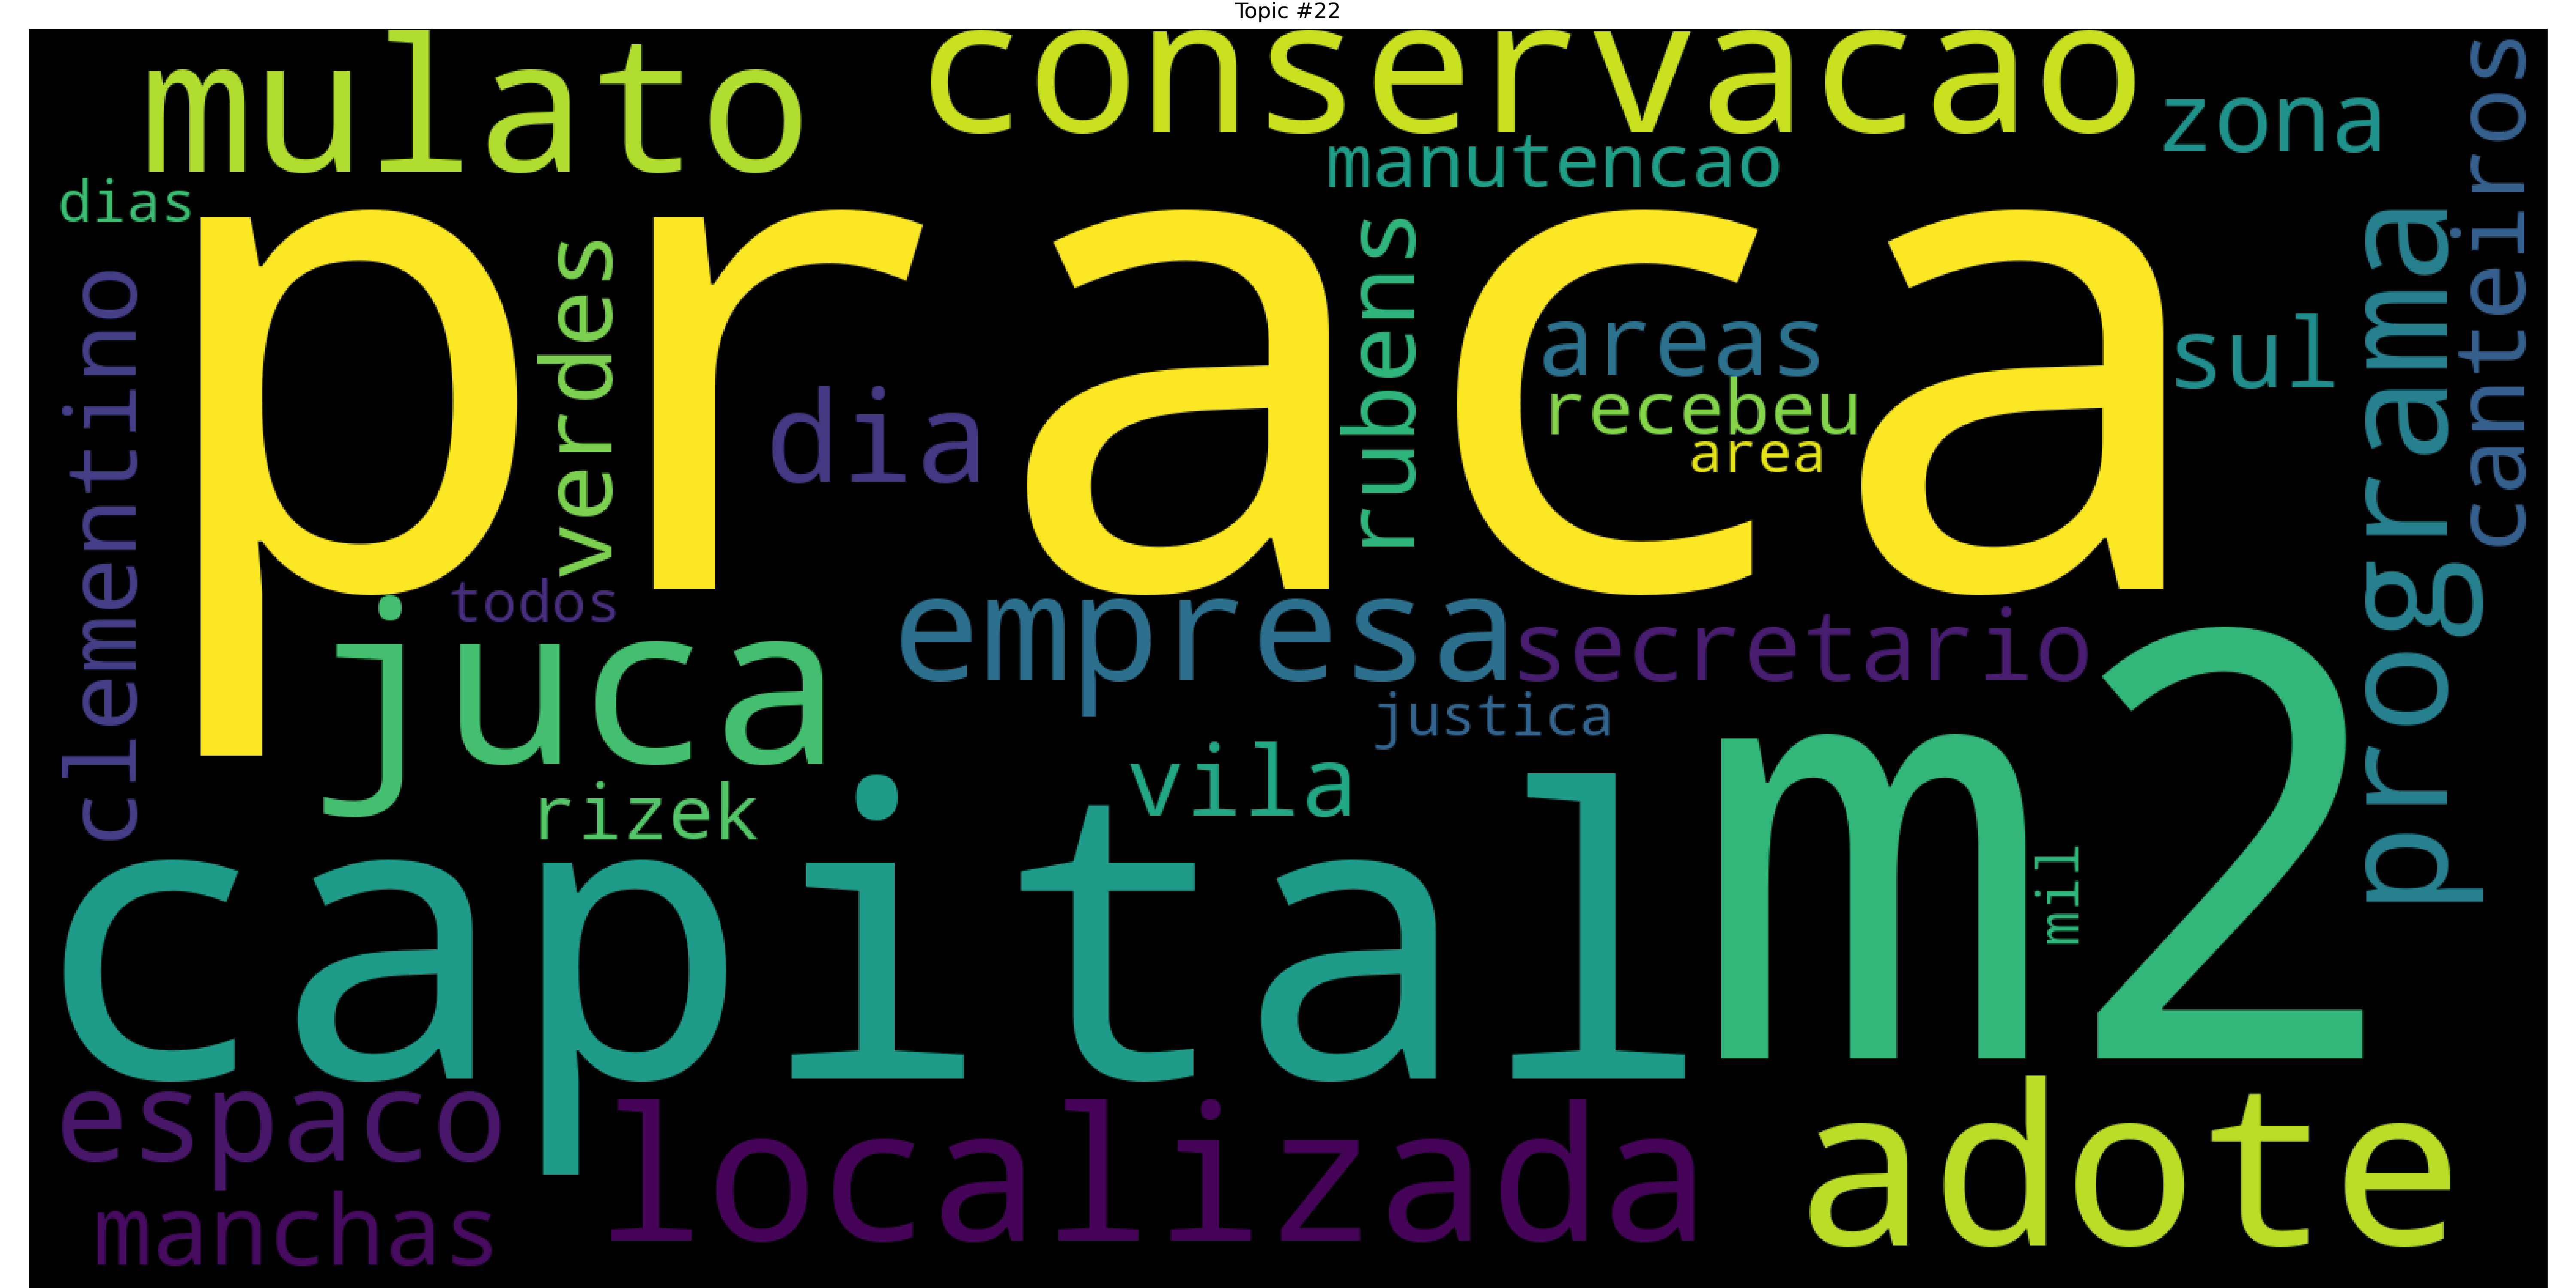 Topic #22
mulato
conservacao
zona
canteiros
manutencao
dias
praca
verdes
rubens
areas
recebeu
area
dia
sul
programa
clementino
todos
juca
empresa
secretario
justica
m2
rizek
vila
mil
capital
espaco
localizada
adote
manchas